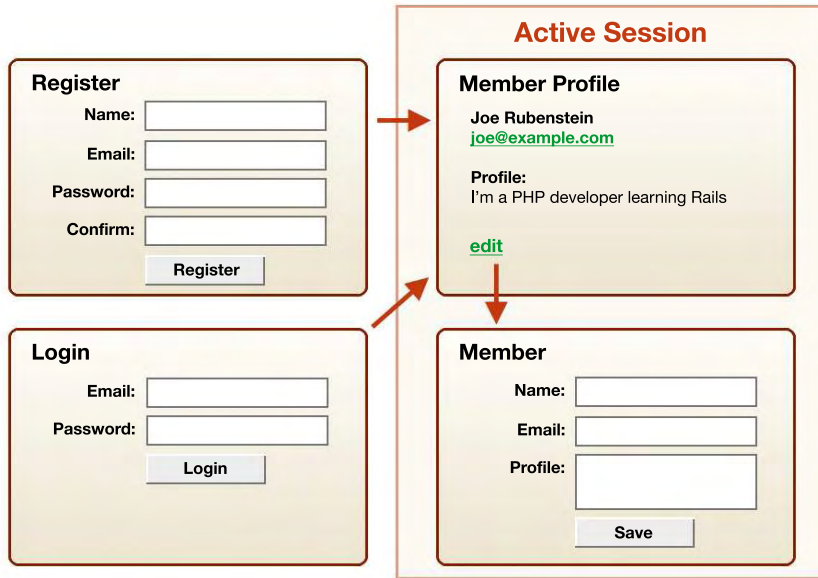 Active Session
Register
Name:
Email:
Password:
Confirm:
Register
Member Profile
Joe Rubenstein
joe@example.com
Profile:
I'm a PHP developer learning Rails
edit
Login
Email:
Password:
Login
Member
Name:
Email:
Profile:
Save